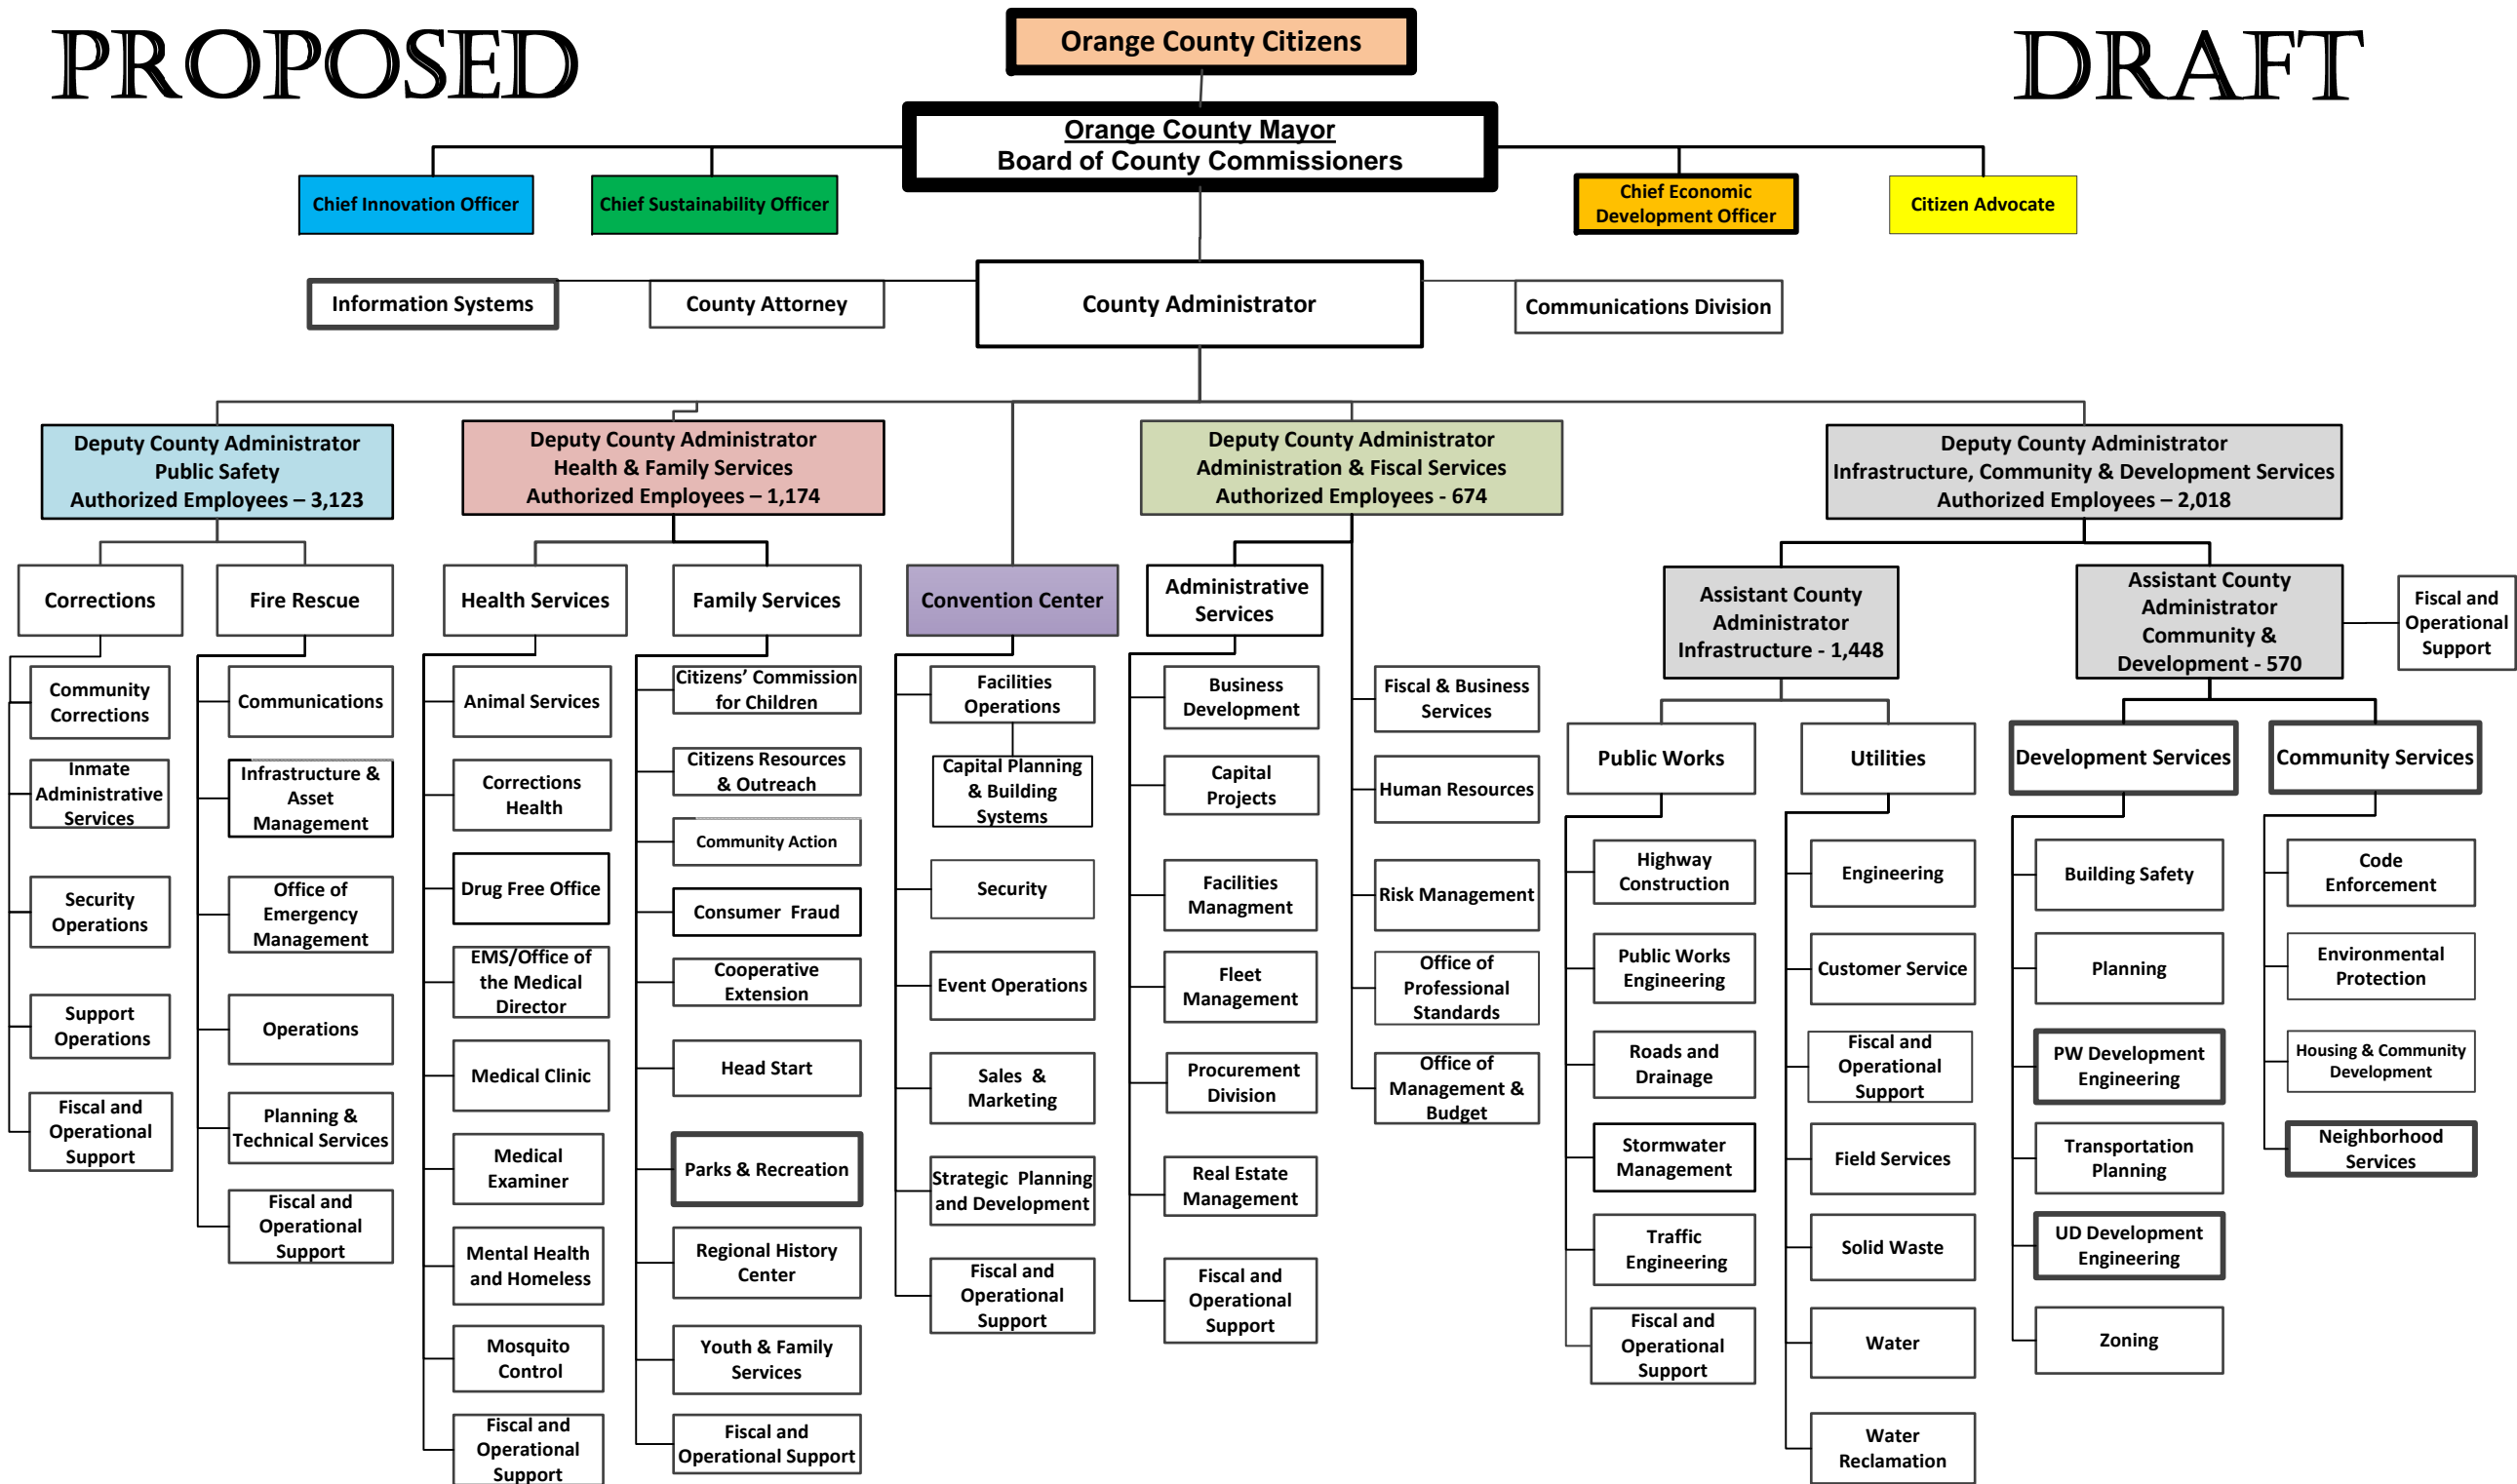 PROPOSED
DRAFT
Orange County Citizens
Orange County Mayor
Board of County Commissioners
Chief Innovation Officer
Chief Sustainability Officer
Chief Economic
Development Officer
Citizen Advocate
Information Systems
County Attorney
County Administrator
Communications Division
Deputy County Administrator
Public Safety
Authorized Employees – 3,123
Deputy County Administrator
Health & Family Services
Authorized Employees – 1,174
Deputy County Administrator
Administration & Fiscal Services
Authorized Employees - 674
Deputy County Administrator
Infrastructure, Community & Development Services
Authorized Employees – 2,018
Corrections
Community
Corrections
Inmate
Administrative
Services
Security
Operations
Support
Operations
Fiscal and
Operational
Support
Fire Rescue
Communications
Infrastructure &
Asset
Management
Office of
Emergency
Management
Operations
Planning &
Technical Services
Fiscal and
Operational
Support
Health Services
Animal Services
Corrections
Health
Drug Free Office
EMS/Office of
the Medical
Director
Medical Clinic
Medical
Examiner
Mental Health
and Homeless
Mosquito
Control
Fiscal and
Operational
Support
Family Services
Citizens’ Commission
for Children
Citizens Resources
& Outreach
Community Action
Consumer Fraud
Cooperative
Extension
Head Start
Parks & Recreation
Regional History
Center
Youth & Family
Services
Fiscal and
Operational Support
Convention Center
Facilities
Operations
Capital Planning
& Building
Systems
Security
Event Operations
Sales &
Marketing
Strategic Planning
and Development
Fiscal and
Operational
Support
Administrative
Services
Business
Development
Capital
Projects
Facilities
Managment
Fleet
Management
Procurement
Division
Real Estate
Management
Fiscal and
Operational
Support
Fiscal & Business
Services
Human Resources
Risk Management
Office of
Professional
Standards
Office of
Management &
Budget
Assistant County
Administrator
Infrastructure - 1,448
Assistant County
Administrator
Community &
Development - 570
Fiscal and
Operational
Support
Public Works
Highway
Construction
Public Works
Engineering
Roads and
Drainage
Stormwater
Management
Traffic
Engineering
Fiscal and
Operational
Support
Utilities
Engineering
Customer Service
Fiscal and
Operational
Support
Field Services
Solid Waste
Water
Water
Reclamation
Development Services
Building Safety
Planning
PW Development
Engineering
Transportation
Planning
UD Development
Engineering
Zoning
Community Services
Code
Enforcement
Environmental
Protection
Housing & Community
Development
Neighborhood
Services